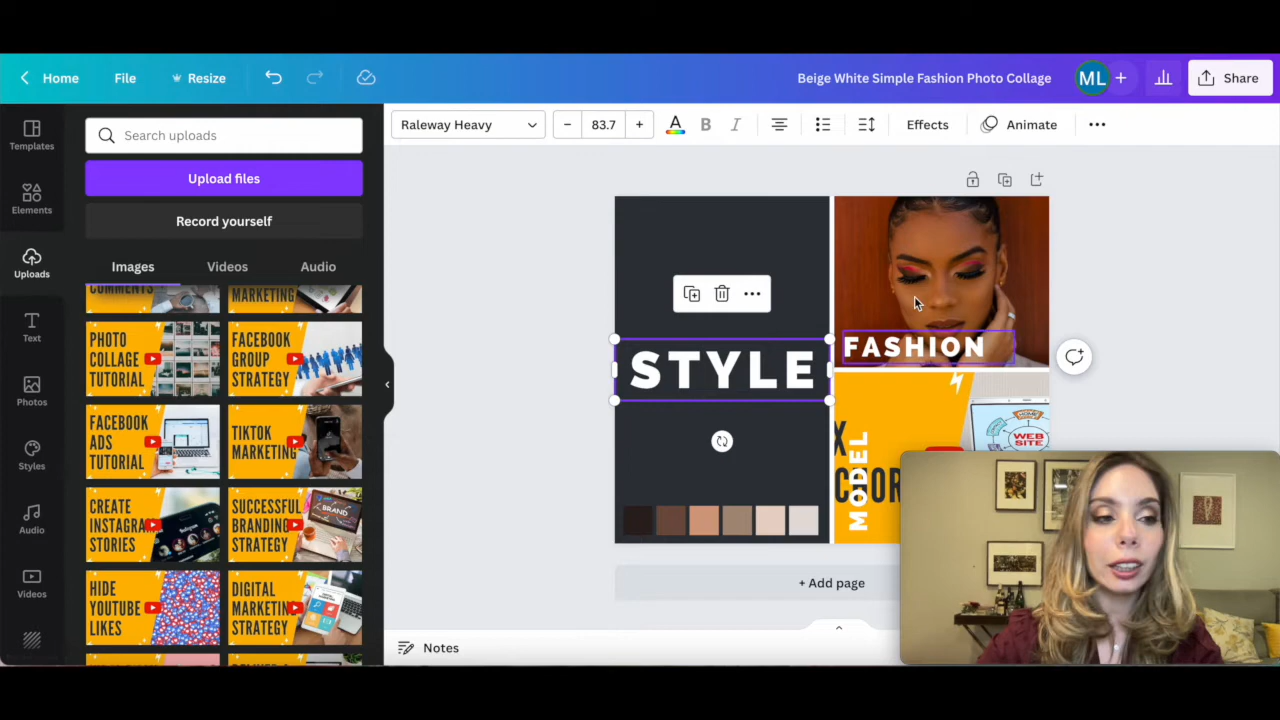 Home File Resize Beige White Simple Fashion Photo Collage ML + Share
Templates
Elements
Uploads
Text
Photos
Styles
Audio
Videos
Search uploads
Upload files
Record yourself
Images Videos Audio
COMMENTS
MARKETING
PHOTO
COLLAGE
TUTORIAL
FACEBOOK
GROUP
STRATEGY
FACEBOOK
ADS
TUTORIAL
TIKTOK
MARKETING
CREATE
INSTAGRAM
STORIES
SUCCESSFUL
BRANDING
STRATEGY
BRAND
HIDE
YOUTUBE
LIKES
DIGITAL
MARKETING
STRATEGY
Raleway Heavy − 83.7 + A B I Effects Animate
STYLE
FASHION
MODEL
WEB
SITE
+ Add page
Notes